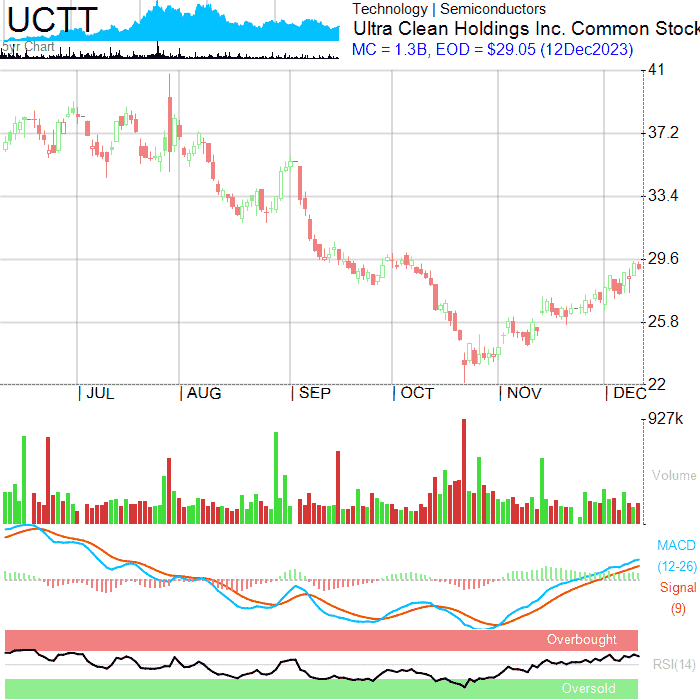 UCTT
5yr Chart
Technology | Semiconductors
Ultra Clean Holdings Inc. Common Stock
MC = 1.3B, EOD = $29.05 (12Dec2023)
41
37.2
33.4
29.6
25.8
22
| JUL | AUG | SEP | OCT | NOV | DEC
927k
Volume
MACD
(12-26)
Signal
(9)
Overbought
RSI(14)
Oversold